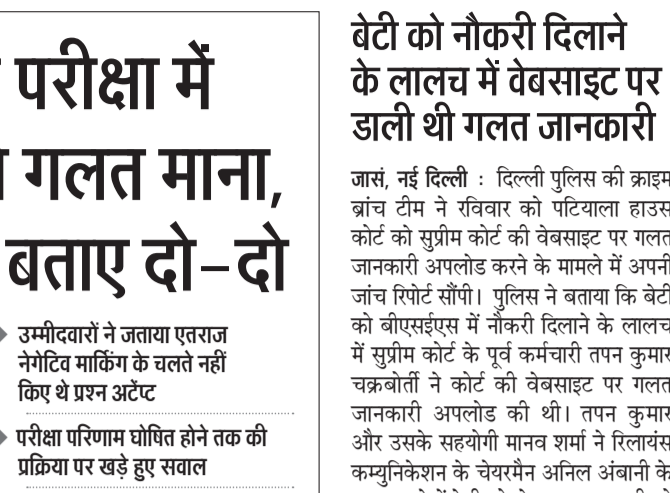 परीक्षा में
गलत माना,
बताए दो–दो
उम्मीदवारों ने जताया एतराज
नेगेटिव मार्किंग के चलते नहीं
किए थे प्रश्न अटेंप्ट
परीक्षा परिणाम घोषित होने तक की
प्रक्रिया पर खड़े हुए सवाल
बेटी को नौकरी दिलाने
के लालच में वेबसाइट पर
डाली थी गलत जानकारी
जासं, नई दिल्ली : दिल्ली पुलिस की क्राइम
ब्रांच टीम ने रविवार को पटियाला हाउस
कोर्ट को सुप्रीम कोर्ट की वेबसाइट पर गलत
जानकारी अपलोड करने के मामले में अपनी
जांच रिपोर्ट सौंपी। पुलिस ने बताया कि बेटी
को बीएसईएस में नौकरी दिलाने के लालच
में सुप्रीम कोर्ट के पूर्व कर्मचारी तपन कुमार
चक्रबोर्ती ने कोर्ट की वेबसाइट पर गलत
जानकारी अपलोड की थी। तपन कुमार
और उसके सहयोगी मानव शर्मा ने रिलायंस
कम्युनिकेशन के चेयरमैन अनिल अंबानी के